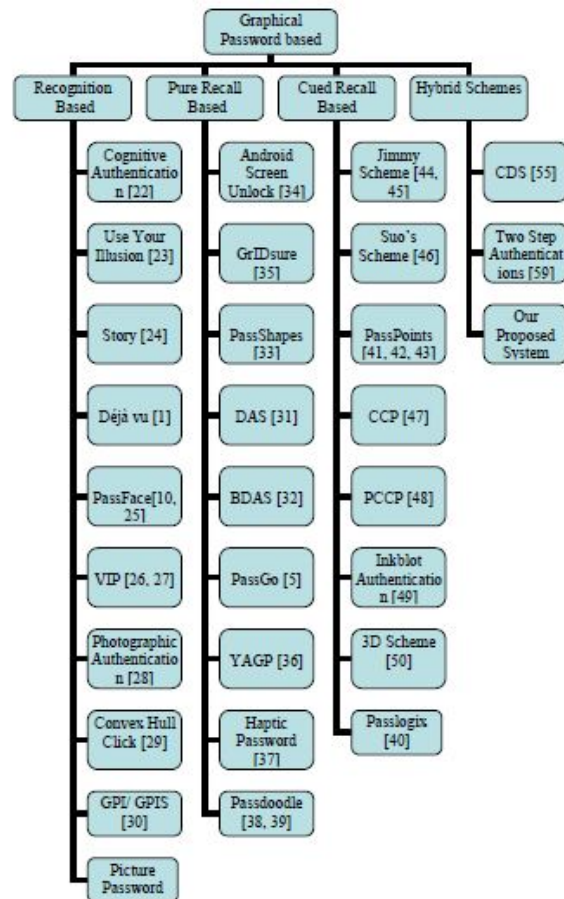 Graphical
Password based
Recognition
Based
Pure Recall
Based
Cued Recall
Based
Hybrid Schemes
Cognitive
Authenticatio
n [22]
Use Your
Illusion [23]
Story [24]
Déjà vu [1]
PassFace[10,
25]
VIP [26, 27]
Photographic
Authenticatio
n [28]
Convex Hull
Click [29]
GPI/ GPIS
[30]
Picture
Password
Android
Screen
Unlock [34]
GrIDsure
[35]
PassShapes
[33]
DAS [31]
BDAS [32]
PassGo [5]
YAGP [36]
Haptic
Password
[37]
Passdoodle
[38, 39]
Jimmy
Scheme [44,
45]
Suo's
Scheme [46]
PassPoints
[41, 42, 43]
CCP [47]
PCCP [48]
Inkblot
Authenticatio
n [49]
3D Scheme
[50]
Passlogix
[40]
CDS [55]
Two Step
Authenticati
ons [59]
Our
Proposed
System